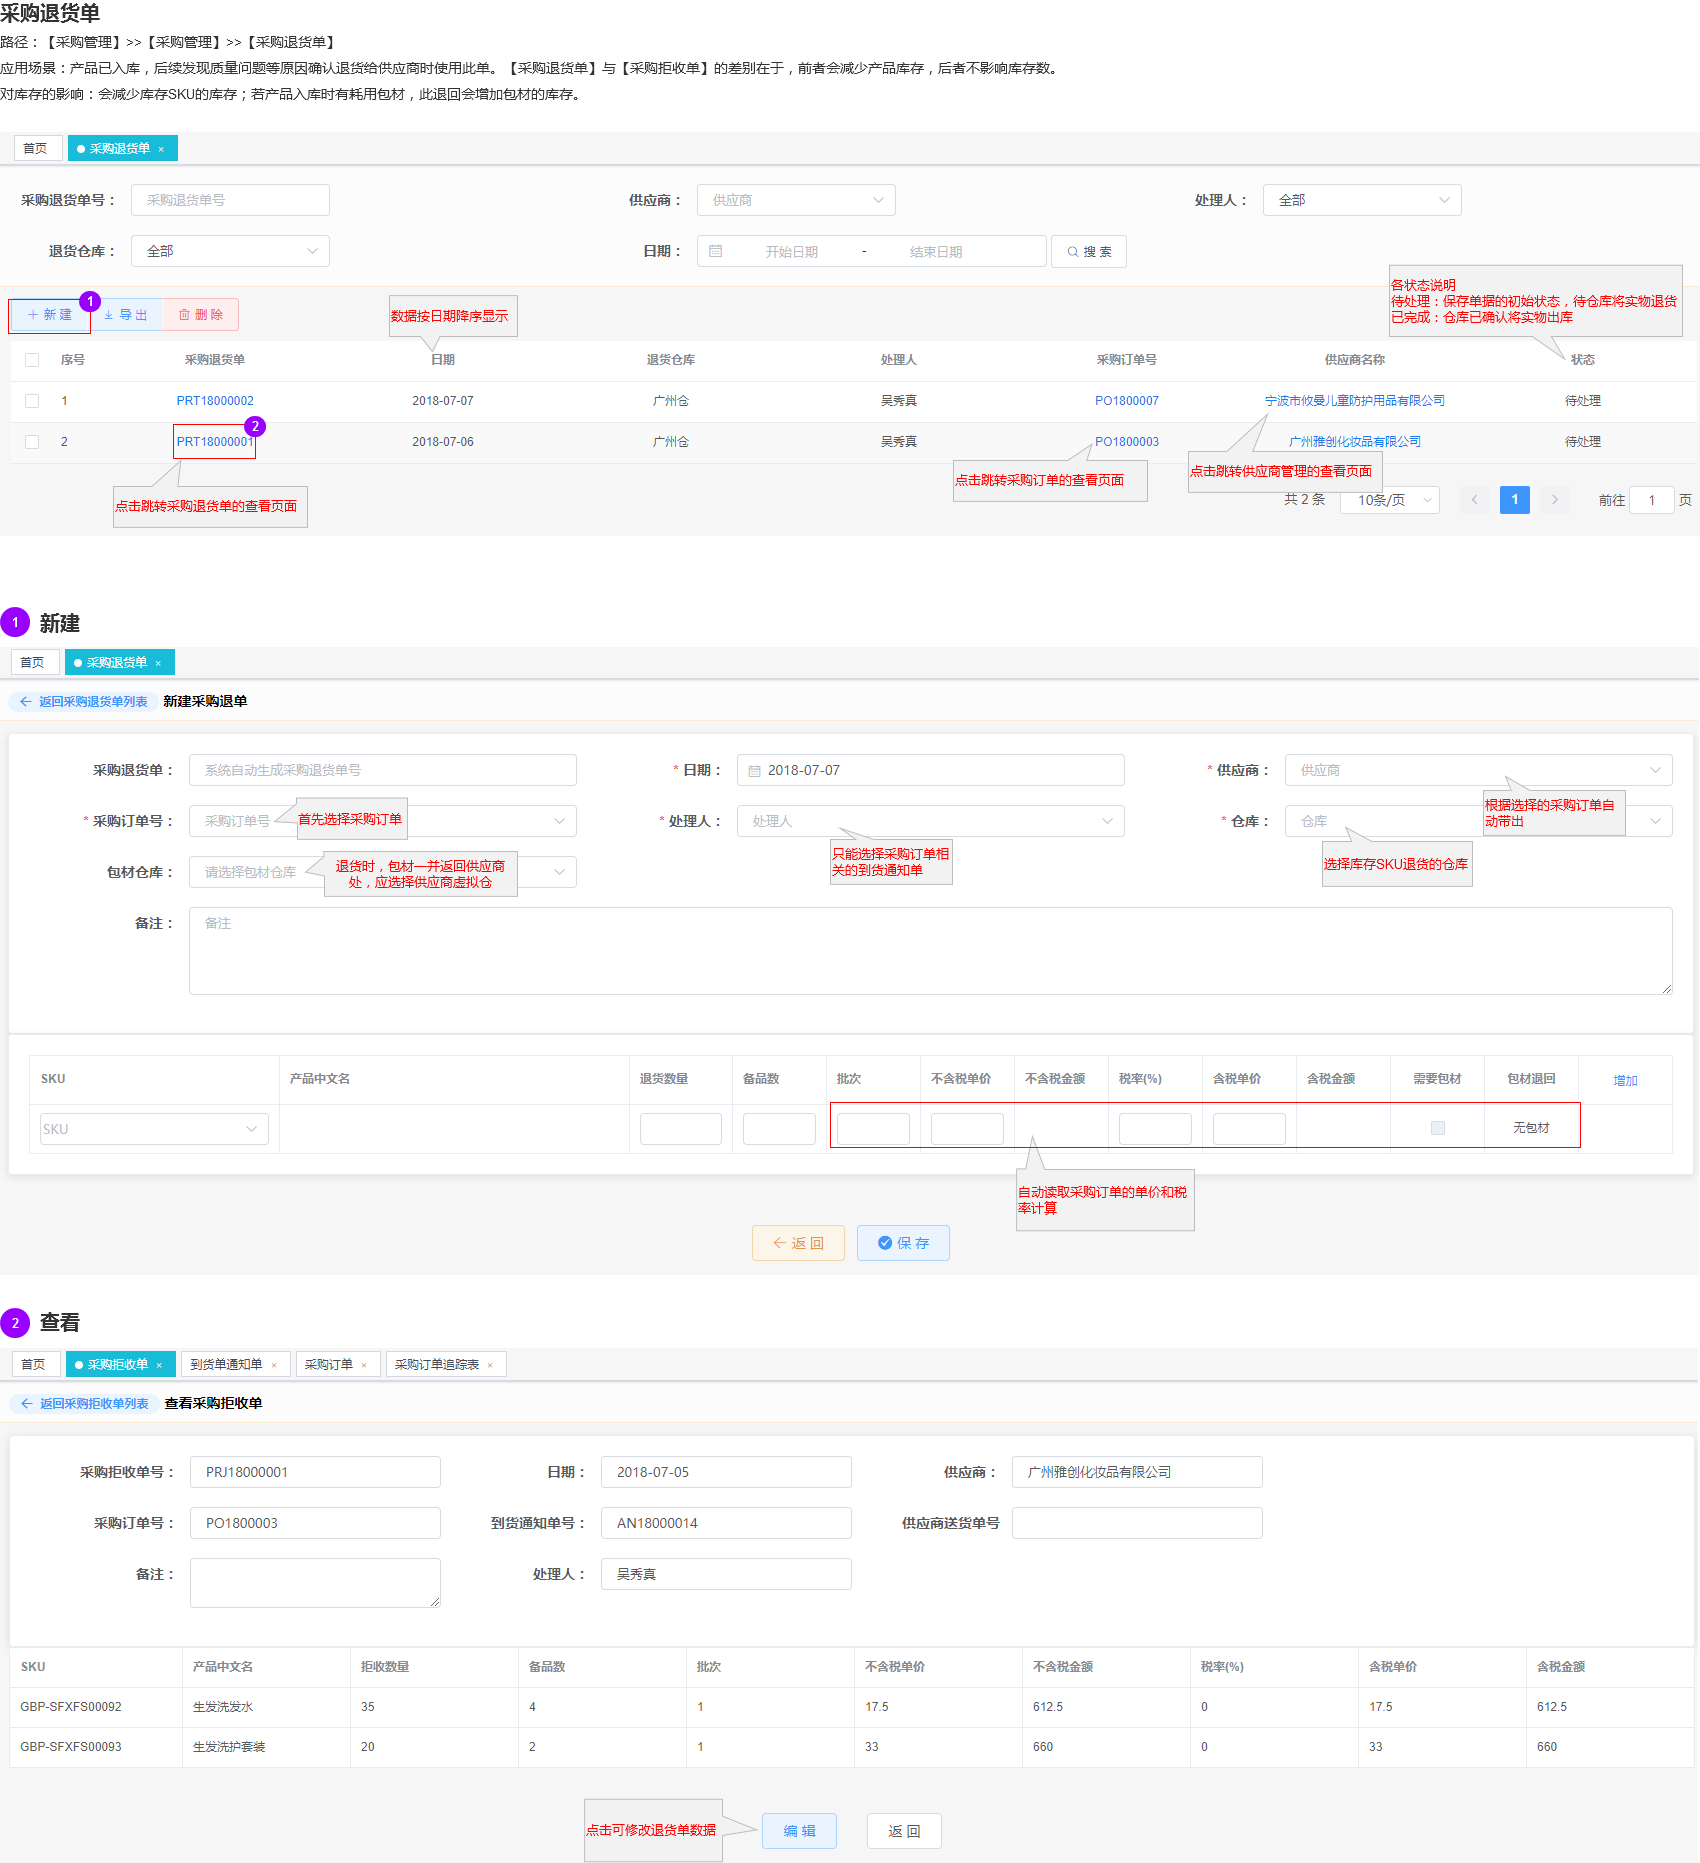 采购退货单
路径：【采购管理】>>【采购管理】>>【采购退货单】
应用场景：产品已入库，后续发现质量问题等原因确认退货给供应商时使用此单。【采购退货单】与【采购拒收单】的差别在于，前者会减少产品库存，后者不影响库存数。
对库存的影响：会减少库存SKU的库存；若产品入库时有耗用包材，此退回会增加包材的库存。
首页 采购退货单 ×
采购退货单号： 采购退货单号 供应商： 供应商 处理人： 全部
退货仓库： 全部 日期： 开始日期 - 结束日期 搜 索
各状态说明
待处理：保存单据的初始状态，待仓库将实物退货
已完成：仓库已确认将实物出库
新 建 1 导 出 删 除
数据按日期降序显示
序号 采购退货单 日期 退货仓库 处理人 采购订单号 供应商名称 状态
1 PRT18000002 2018-07-07 广州仓 吴秀真 PO1800007 宁波市攸曼儿童防护用品有限公司 待处理
2
2 PRT18000001 2018-07-06 广州仓 吴秀真 PO1800003 广州雅创化妆品有限公司 待处理
点击跳转采购退货单的查看页面
点击跳转采购订单的查看页面
点击跳转供应商管理的查看页面
共 2 条 10条/页 1 前往 1 页
1 新建
首页 采购退货单 ×
返回采购退货单列表 新建采购退单
采购退货单： 系统自动生成采购退货单号 * 日期： 2018-07-07 * 供应商： 供应商
根据选择的采购订单自
动带出
* 采购订单号： 采购订单号 首先选择采购订单 * 处理人： 处理人 * 仓库： 仓库
只能选择采购订单相
关的到货通知单
选择库存SKU退货的仓库
包材仓库： 请选择包材仓库
退货时，包材一并返回供应商
处，应选择供应商虚拟仓
备注： 备注
SKU 产品中文名 退货数量 备品数 批次 不含税单价 不含税金额 税率(%) 含税单价 含税金额 需要包材 包材退回 增加
SKU 无包材
自动读取采购订单的单价和税
率计算
返 回 保 存
2 查看
首页 采购拒收单 × 到货单通知单 × 采购订单 × 采购订单追踪表 ×
返回采购拒收单列表 查看采购拒收单
采购拒收单号： PRJ18000001 日期： 2018-07-05 供应商： 广州雅创化妆品有限公司
采购订单号： PO1800003 到货通知单号： AN18000014 供应商送货单号
备注： 处理人： 吴秀真
SKU 产品中文名 拒收数量 备品数 批次 不含税单价 不含税金额 税率(%) 含税单价 含税金额
GBP-SFXFS00092 生发洗发水 35 4 1 17.5 612.5 0 17.5 612.5
GBP-SFXFS00093 生发洗护套装 20 2 1 33 660 0 33 660
点击可修改退货单数据
编 辑 返 回